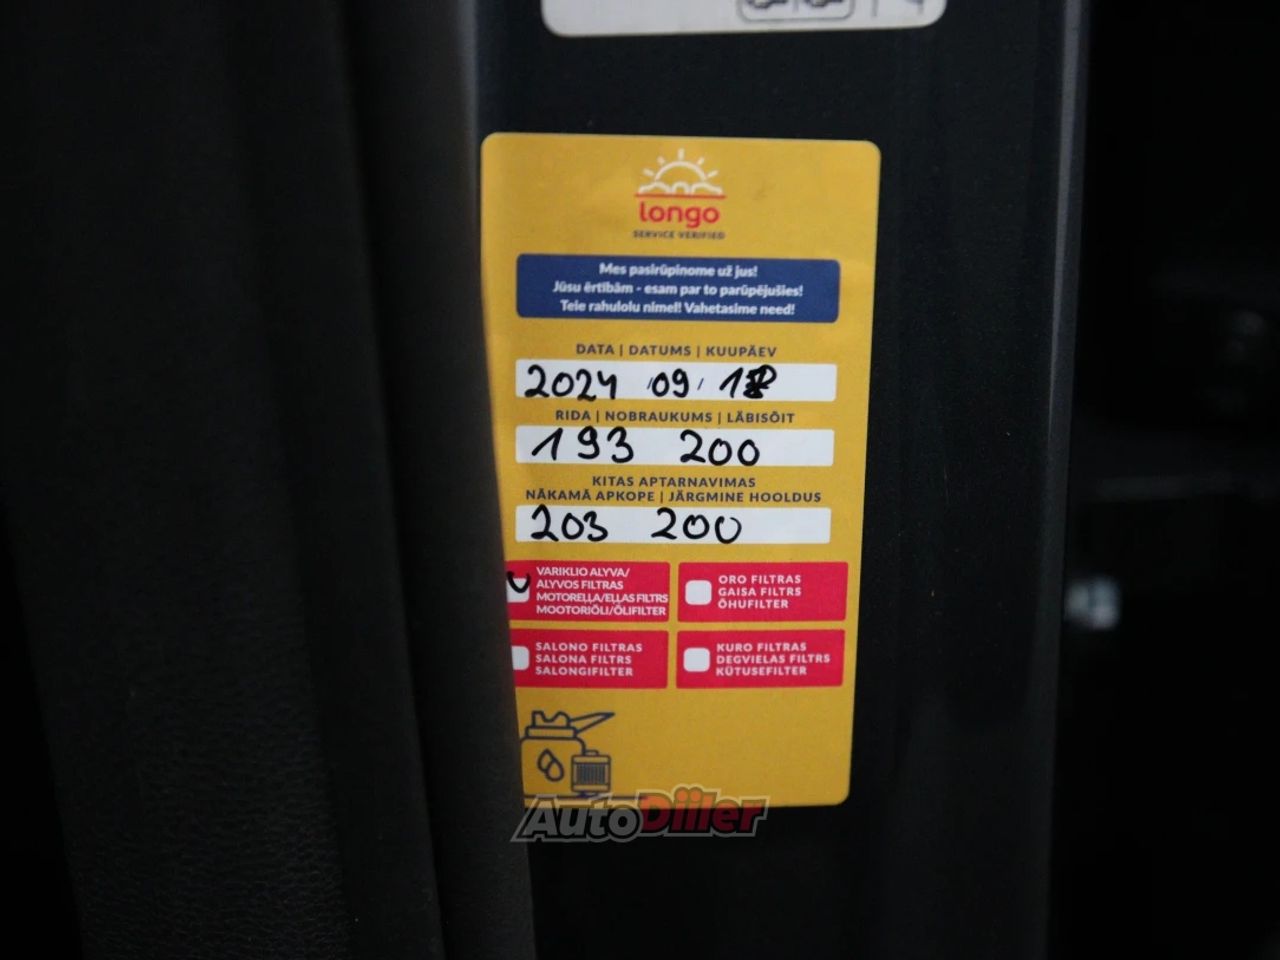 longo
SERVICE VERIFIED
Mes pasirūpinome už jus!
Jūsu ērtībām - esam par to parūpējušies!
Teie rahulolu nimel! Vahetasime need!
DATA | DATUMS | KUUPÄEV
2024 09
RIDA | NOBRAUKUMS | LÄBISÕIT
193 200
KITAS APTARNAVIMAS
NĀKAMĀ APKOPE | JÄRGMINE HOOLDUS
203 200
VARIKLIO ALYVA/
ALYVOS FILTRAS
MOTOREĻĻA/EĻĻAS FILTRS
MOOTORIÕLI/ÕLIFILTER
ORO FILTRAS
GAISA FILTRS
ÕHUFILTER
SALONO FILTRAS
SALONA FILTRS
SALONGIFILTER
KURO FILTRAS
DEGVIELAS FILTRS
KÜTUSEFILTER
AutoDiiler